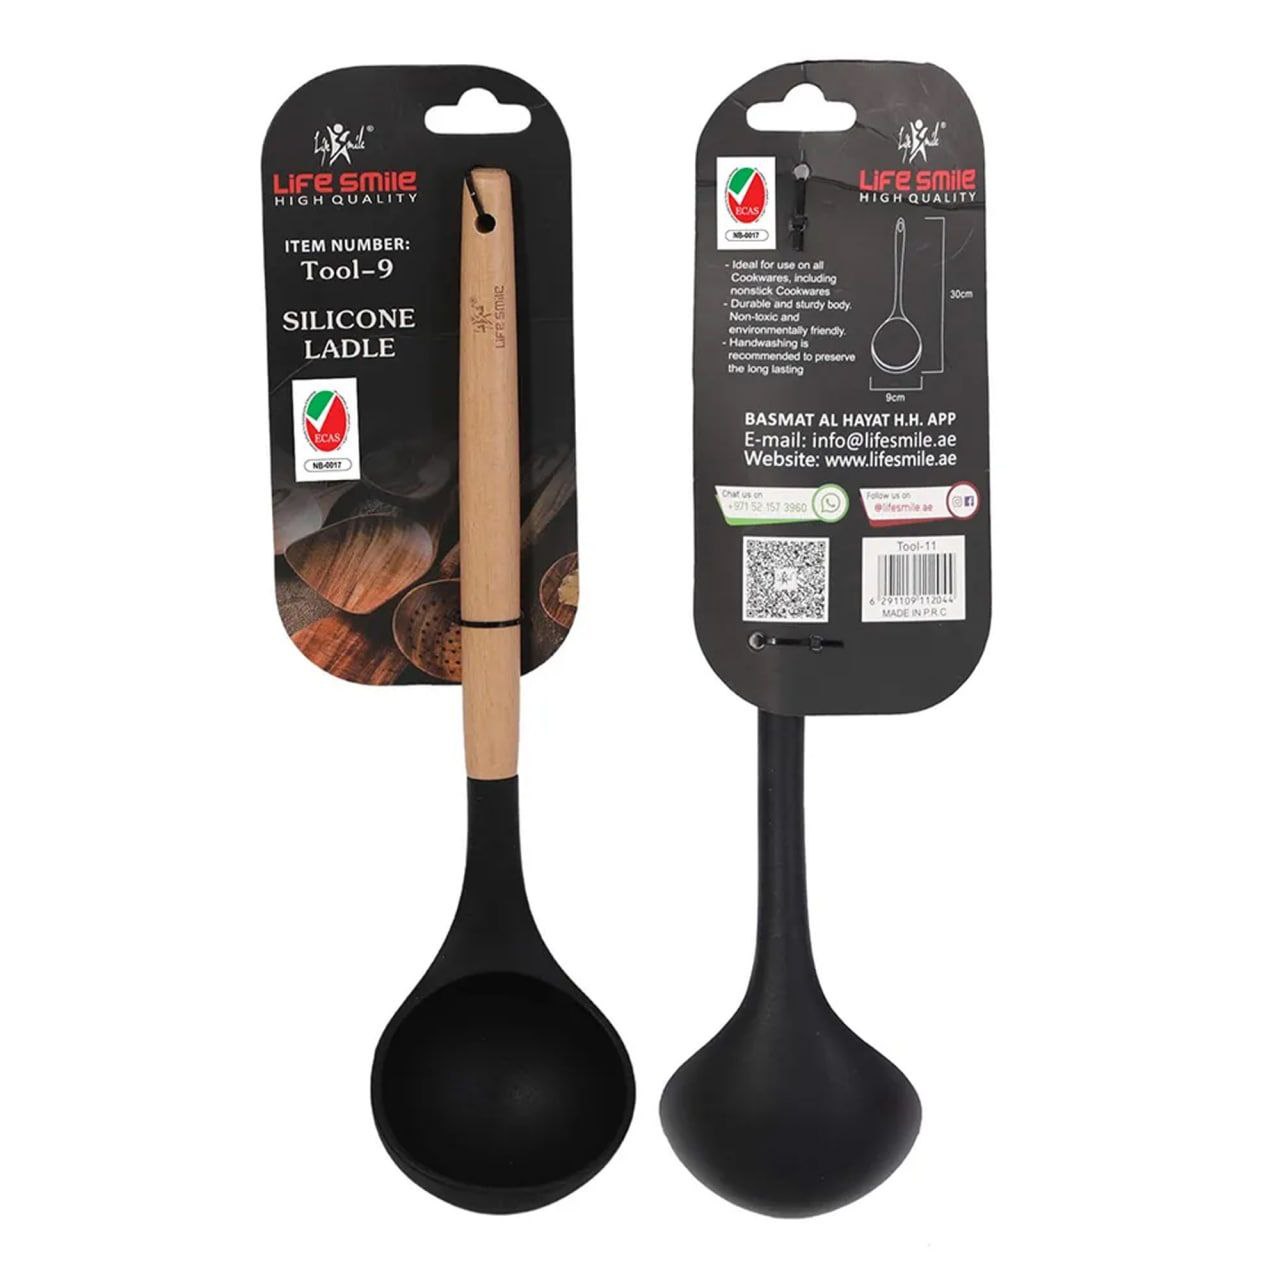 Life Smile®
LiFE SMiLE
HIGH QUALITY
ITEM NUMBER:
Tool-9
SILICONE
LADLE
ECAS
NB-0017
LiFE SMiLE
Life Smile
LiFE SMiLE
HIGH QUALITY
ECAS
NB-0017
- Ideal for use on all
Cookwares, including
nonstick Cookwares
- Durable and sturdy body.
Non-toxic and
environmentally friendly.
- Handwashing is
recommended to preserve
the long lasting
30cm
9cm
BASMAT AL HAYAT H.H. APP
E-mail: info@lifesmile.ae
Website: www.lifesmile.ae
Chat us on
+971 52 157 3960
Follow us on
@lifesmile.ae
Tool-11
6 291109 112044
MADE IN P.R.C